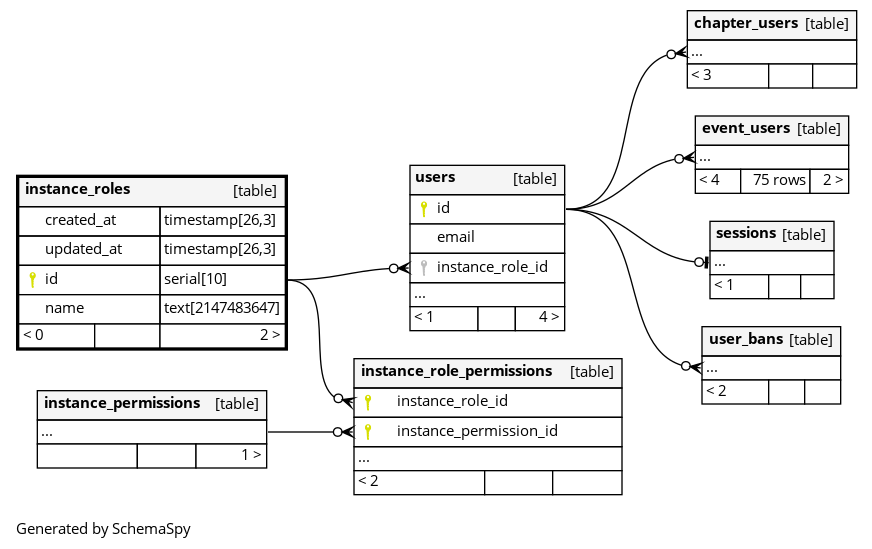 chapter_users [table]
...
< 3
event_users [table]
...
< 4 75 rows 2 >
sessions [table]
...
< 1
user_bans [table]
...
< 2
users [table]
id
email
instance_role_id
...
< 1 4 >
instance_roles [table]
created_at timestamp[26,3]
updated_at timestamp[26,3]
id serial[10]
name text[2147483647]
< 0 2 >
instance_role_permissions [table]
instance_role_id
instance_permission_id
...
< 2
instance_permissions [table]
...
1 >
Generated by SchemaSpy